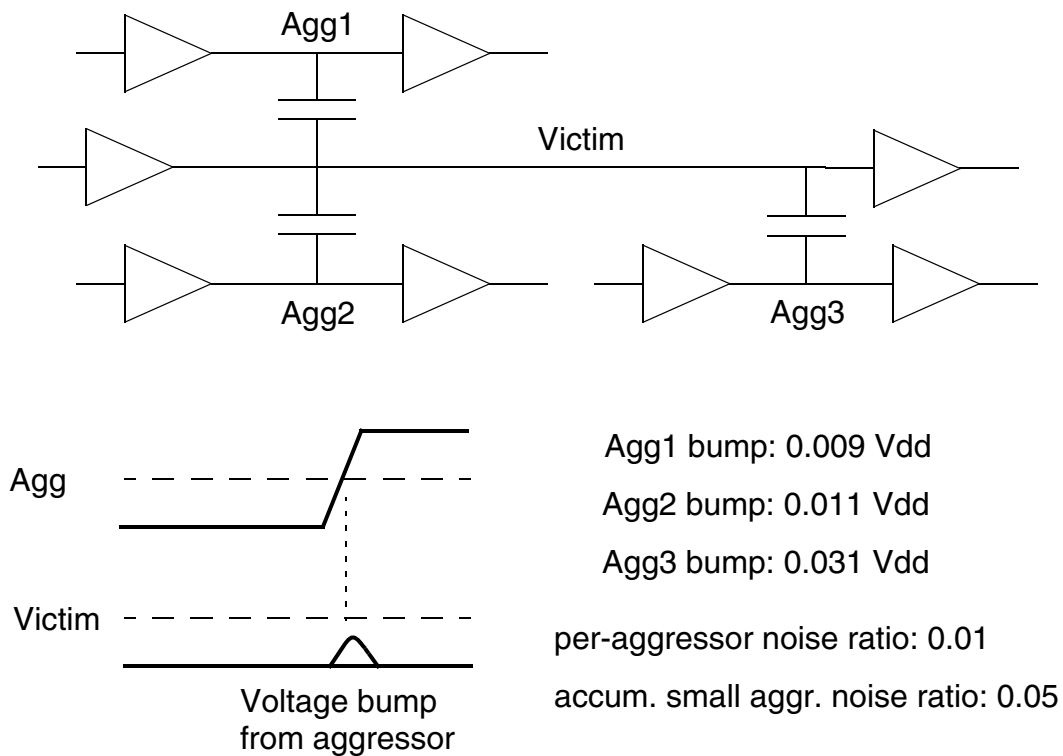 Agg1
Victim
Agg2
Agg3
Agg
Victim
Voltage bump
from aggressor
Agg1 bump: 0.009 Vdd
Agg2 bump: 0.011 Vdd
Agg3 bump: 0.031 Vdd
per-aggressor noise ratio: 0.01
accum. small aggr. noise ratio: 0.05